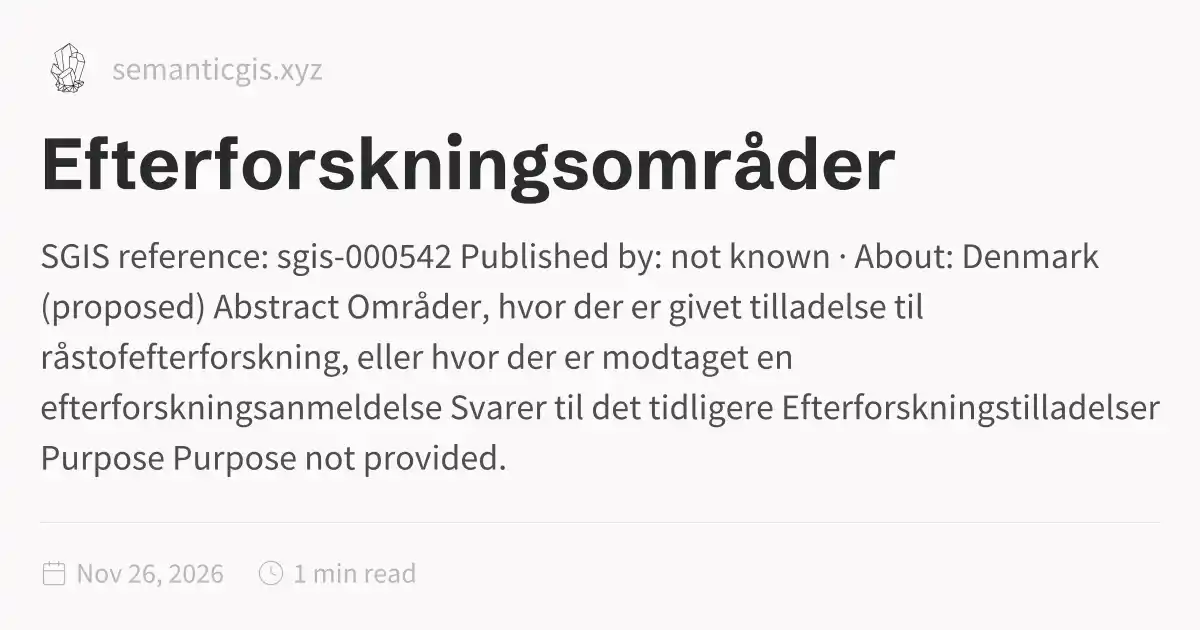 semanticgis.xyz
Efterforskningsområder
SGIS reference: sgis-000542 Published by: not known · About: Denmark
(proposed) Abstract Områder, hvor der er givet tilladelse til
råstofefterforskning, eller hvor der er modtaget en
efterforskningsanmeldelse Svarer til det tidligere Efterforskningstilladelser
Purpose Purpose not provided.
Nov 26, 2026 1 min read